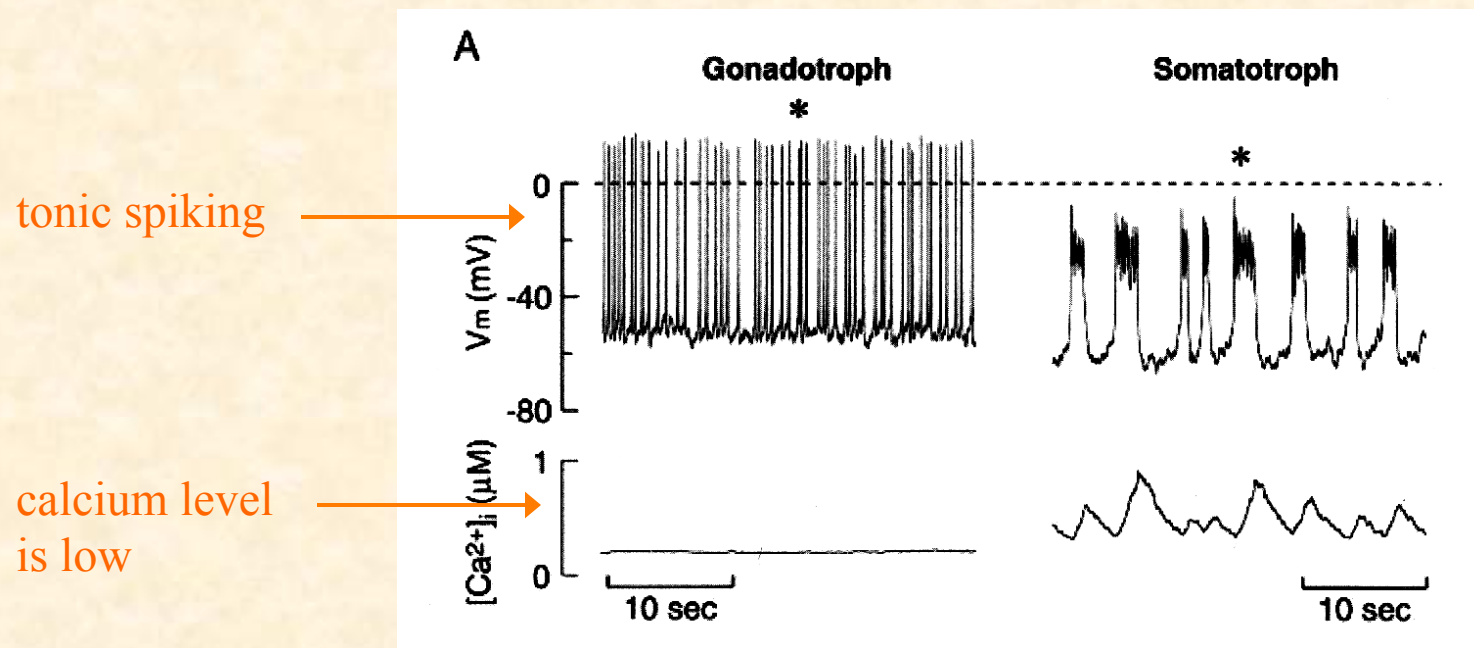 A
Gonadotroph
Somatotroph
*
*
tonic spiking
0
-40
-80
Vm (mV)
calcium level
is low
1
0
[Ca2+]i (μM)
10 sec
10 sec